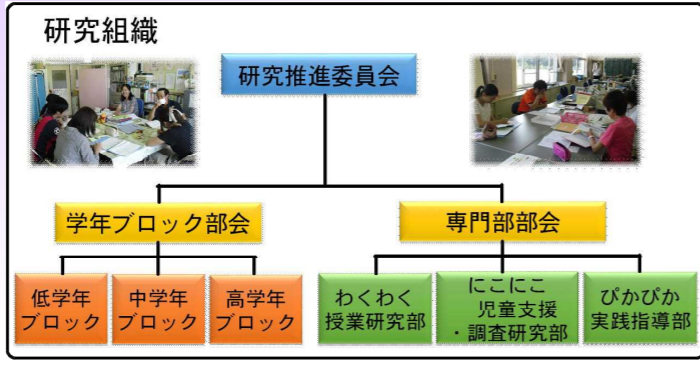 研究組織
研究推進委員会
学年ブロック部会
専門部部会
低学年
ブロック
中学年
ブロック
高学年
ブロック
わくわく
授業研究部
にこにこ
児童支援
・調査研究部
ぴかぴか
実践指導部